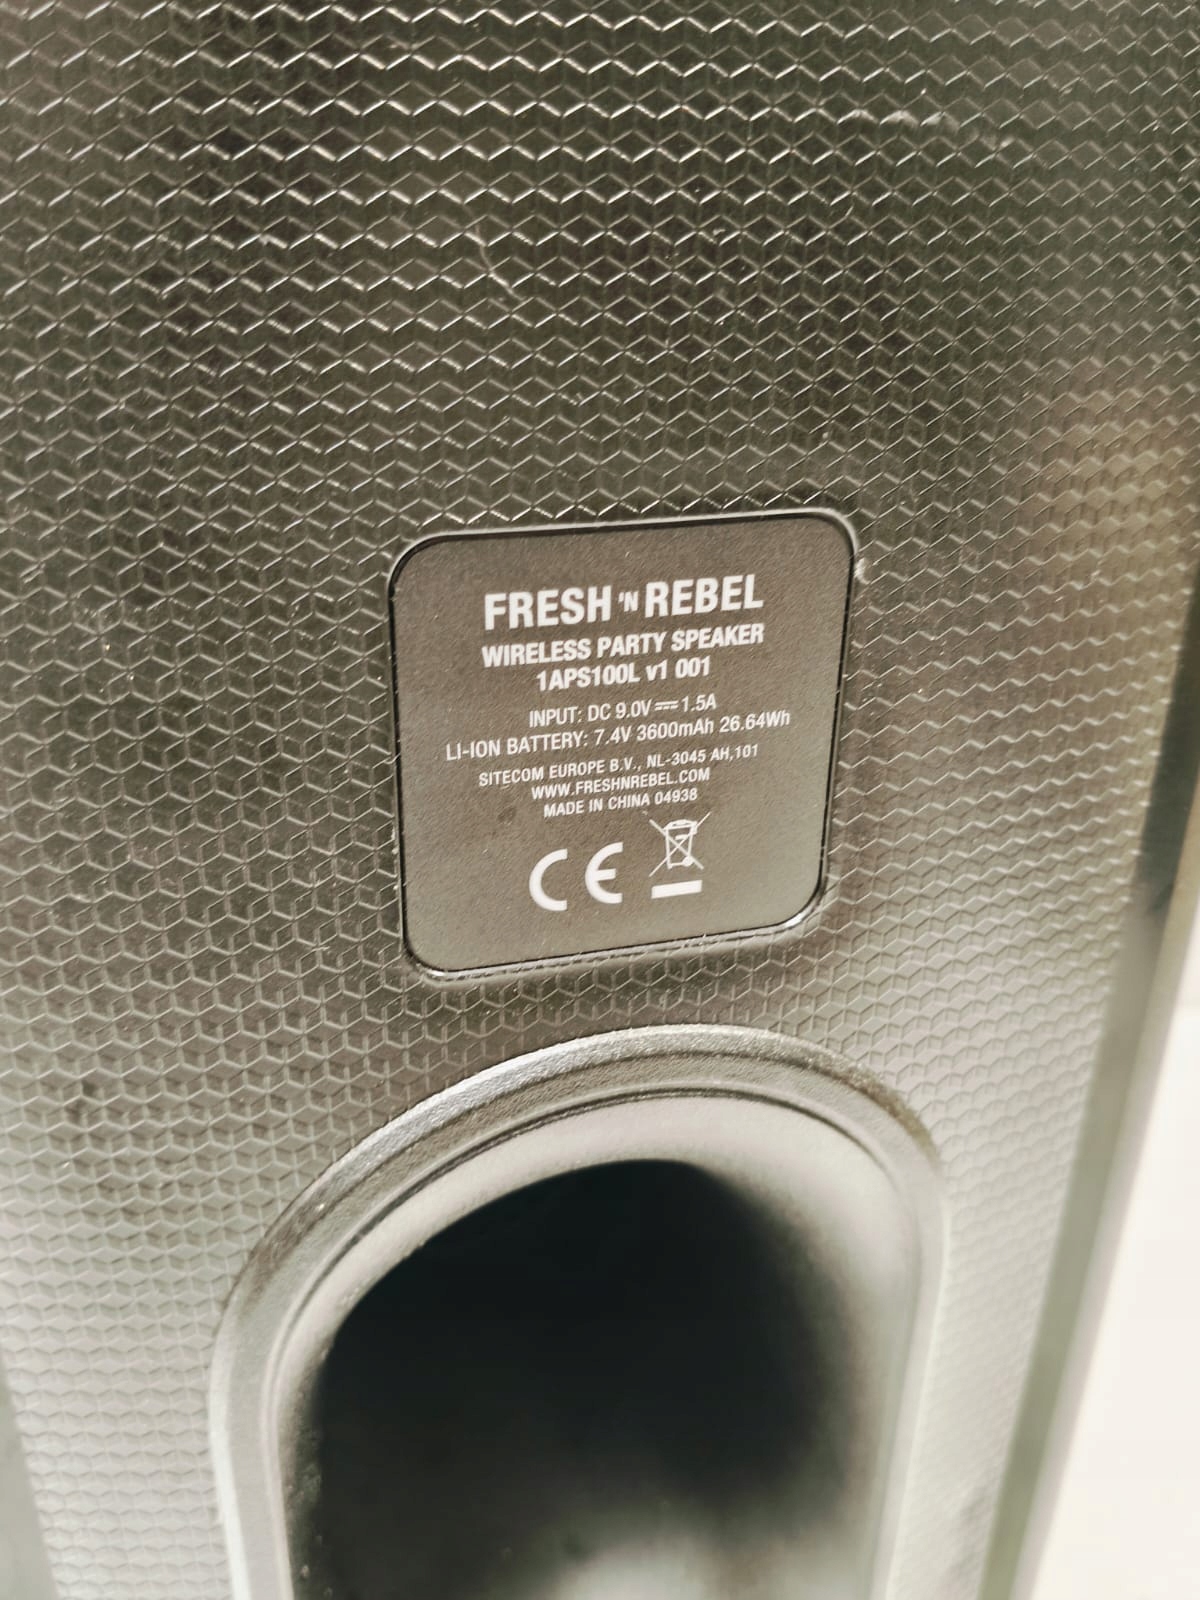 FRESH 'N REBEL
WIRELESS PARTY SPEAKER
1APS100L v1 001
INPUT: DC 9.0V ⎓ 1.5A
LI-ION BATTERY: 7.4V 3600mAh 26.64Wh
SITECOM EUROPE B.V., NL-3045 AH,101
WWW.FRESHNREBEL.COM
MADE IN CHINA 04938
CE